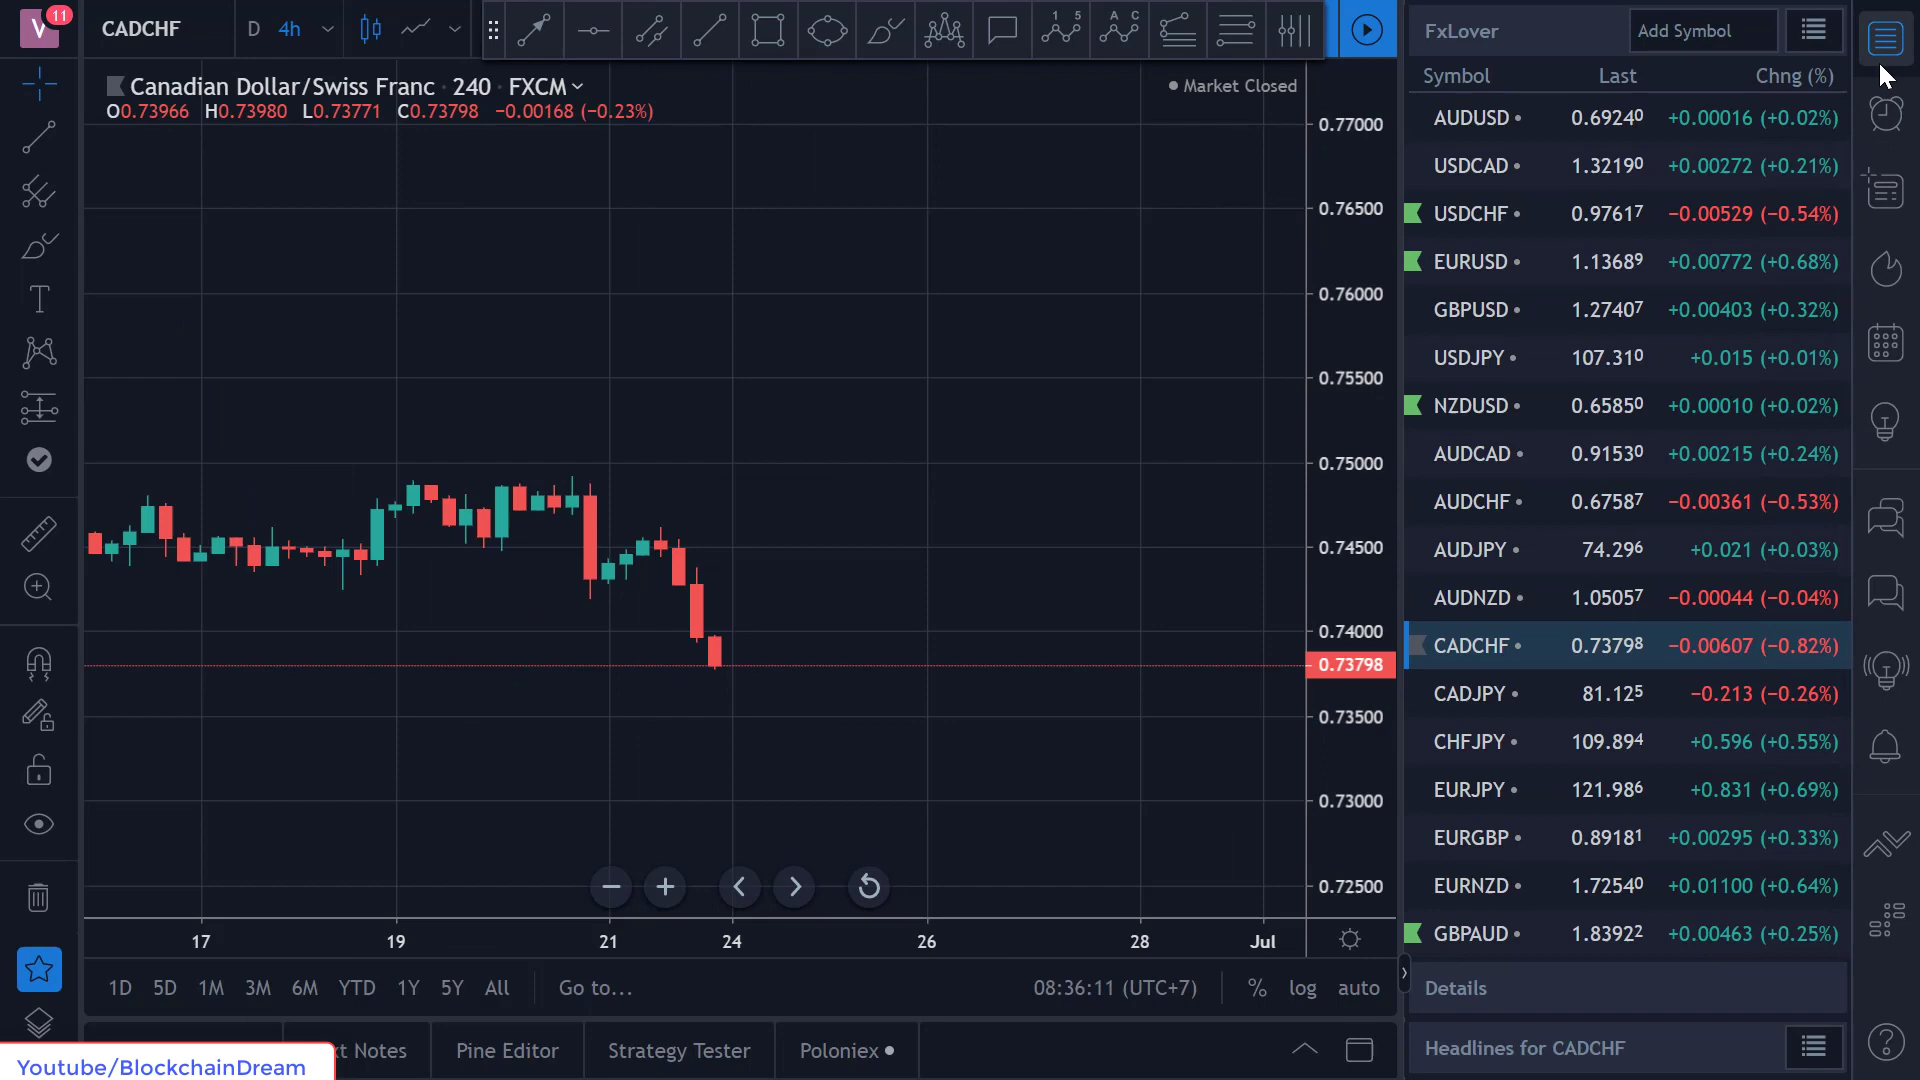 V 11
CADCHF D 4h
1 5 A C
FxLover Add Symbol
Canadian Dollar/Swiss Franc · 240 · FXCM
Market Closed
O0.73966 H0.73980 L0.73771 C0.73798 −0.00168 (−0.23%)
Symbol Last Chng (%)
AUDUSD 0.69240 +0.00016 (+0.02%)
USDCAD 1.32190 +0.00272 (+0.21%)
USDCHF 0.97617 −0.00529 (−0.54%)
EURUSD 1.13689 +0.00772 (+0.68%)
GBPUSD 1.27407 +0.00403 (+0.32%)
USDJPY 107.310 +0.015 (+0.01%)
NZDUSD 0.65850 +0.00010 (+0.02%)
AUDCAD 0.91530 +0.00215 (+0.24%)
AUDCHF 0.67587 −0.00361 (−0.53%)
AUDJPY 74.296 +0.021 (+0.03%)
AUDNZD 1.05057 −0.00044 (−0.04%)
CADCHF 0.73798 −0.00607 (−0.82%)
CADJPY 81.125 −0.213 (−0.26%)
CHFJPY 109.894 +0.596 (+0.55%)
EURJPY 121.986 +0.831 (+0.69%)
EURGBP 0.89181 +0.00295 (+0.33%)
EURNZD 1.72540 +0.01100 (+0.64%)
GBPAUD 1.83922 +0.00463 (+0.25%)
0.77000
0.76500
0.76000
0.75500
0.75000
0.74500
0.74000
0.73798
0.73500
0.73000
0.72500
17 19 21 24 26 28 Jul
1D 5D 1M 3M 6M YTD 1Y 5Y All Go to... 08:36:11 (UTC+7) % log auto
Details
Headlines for CADCHF
t Notes Pine Editor Strategy Tester Poloniex
Youtube/BlockchainDream